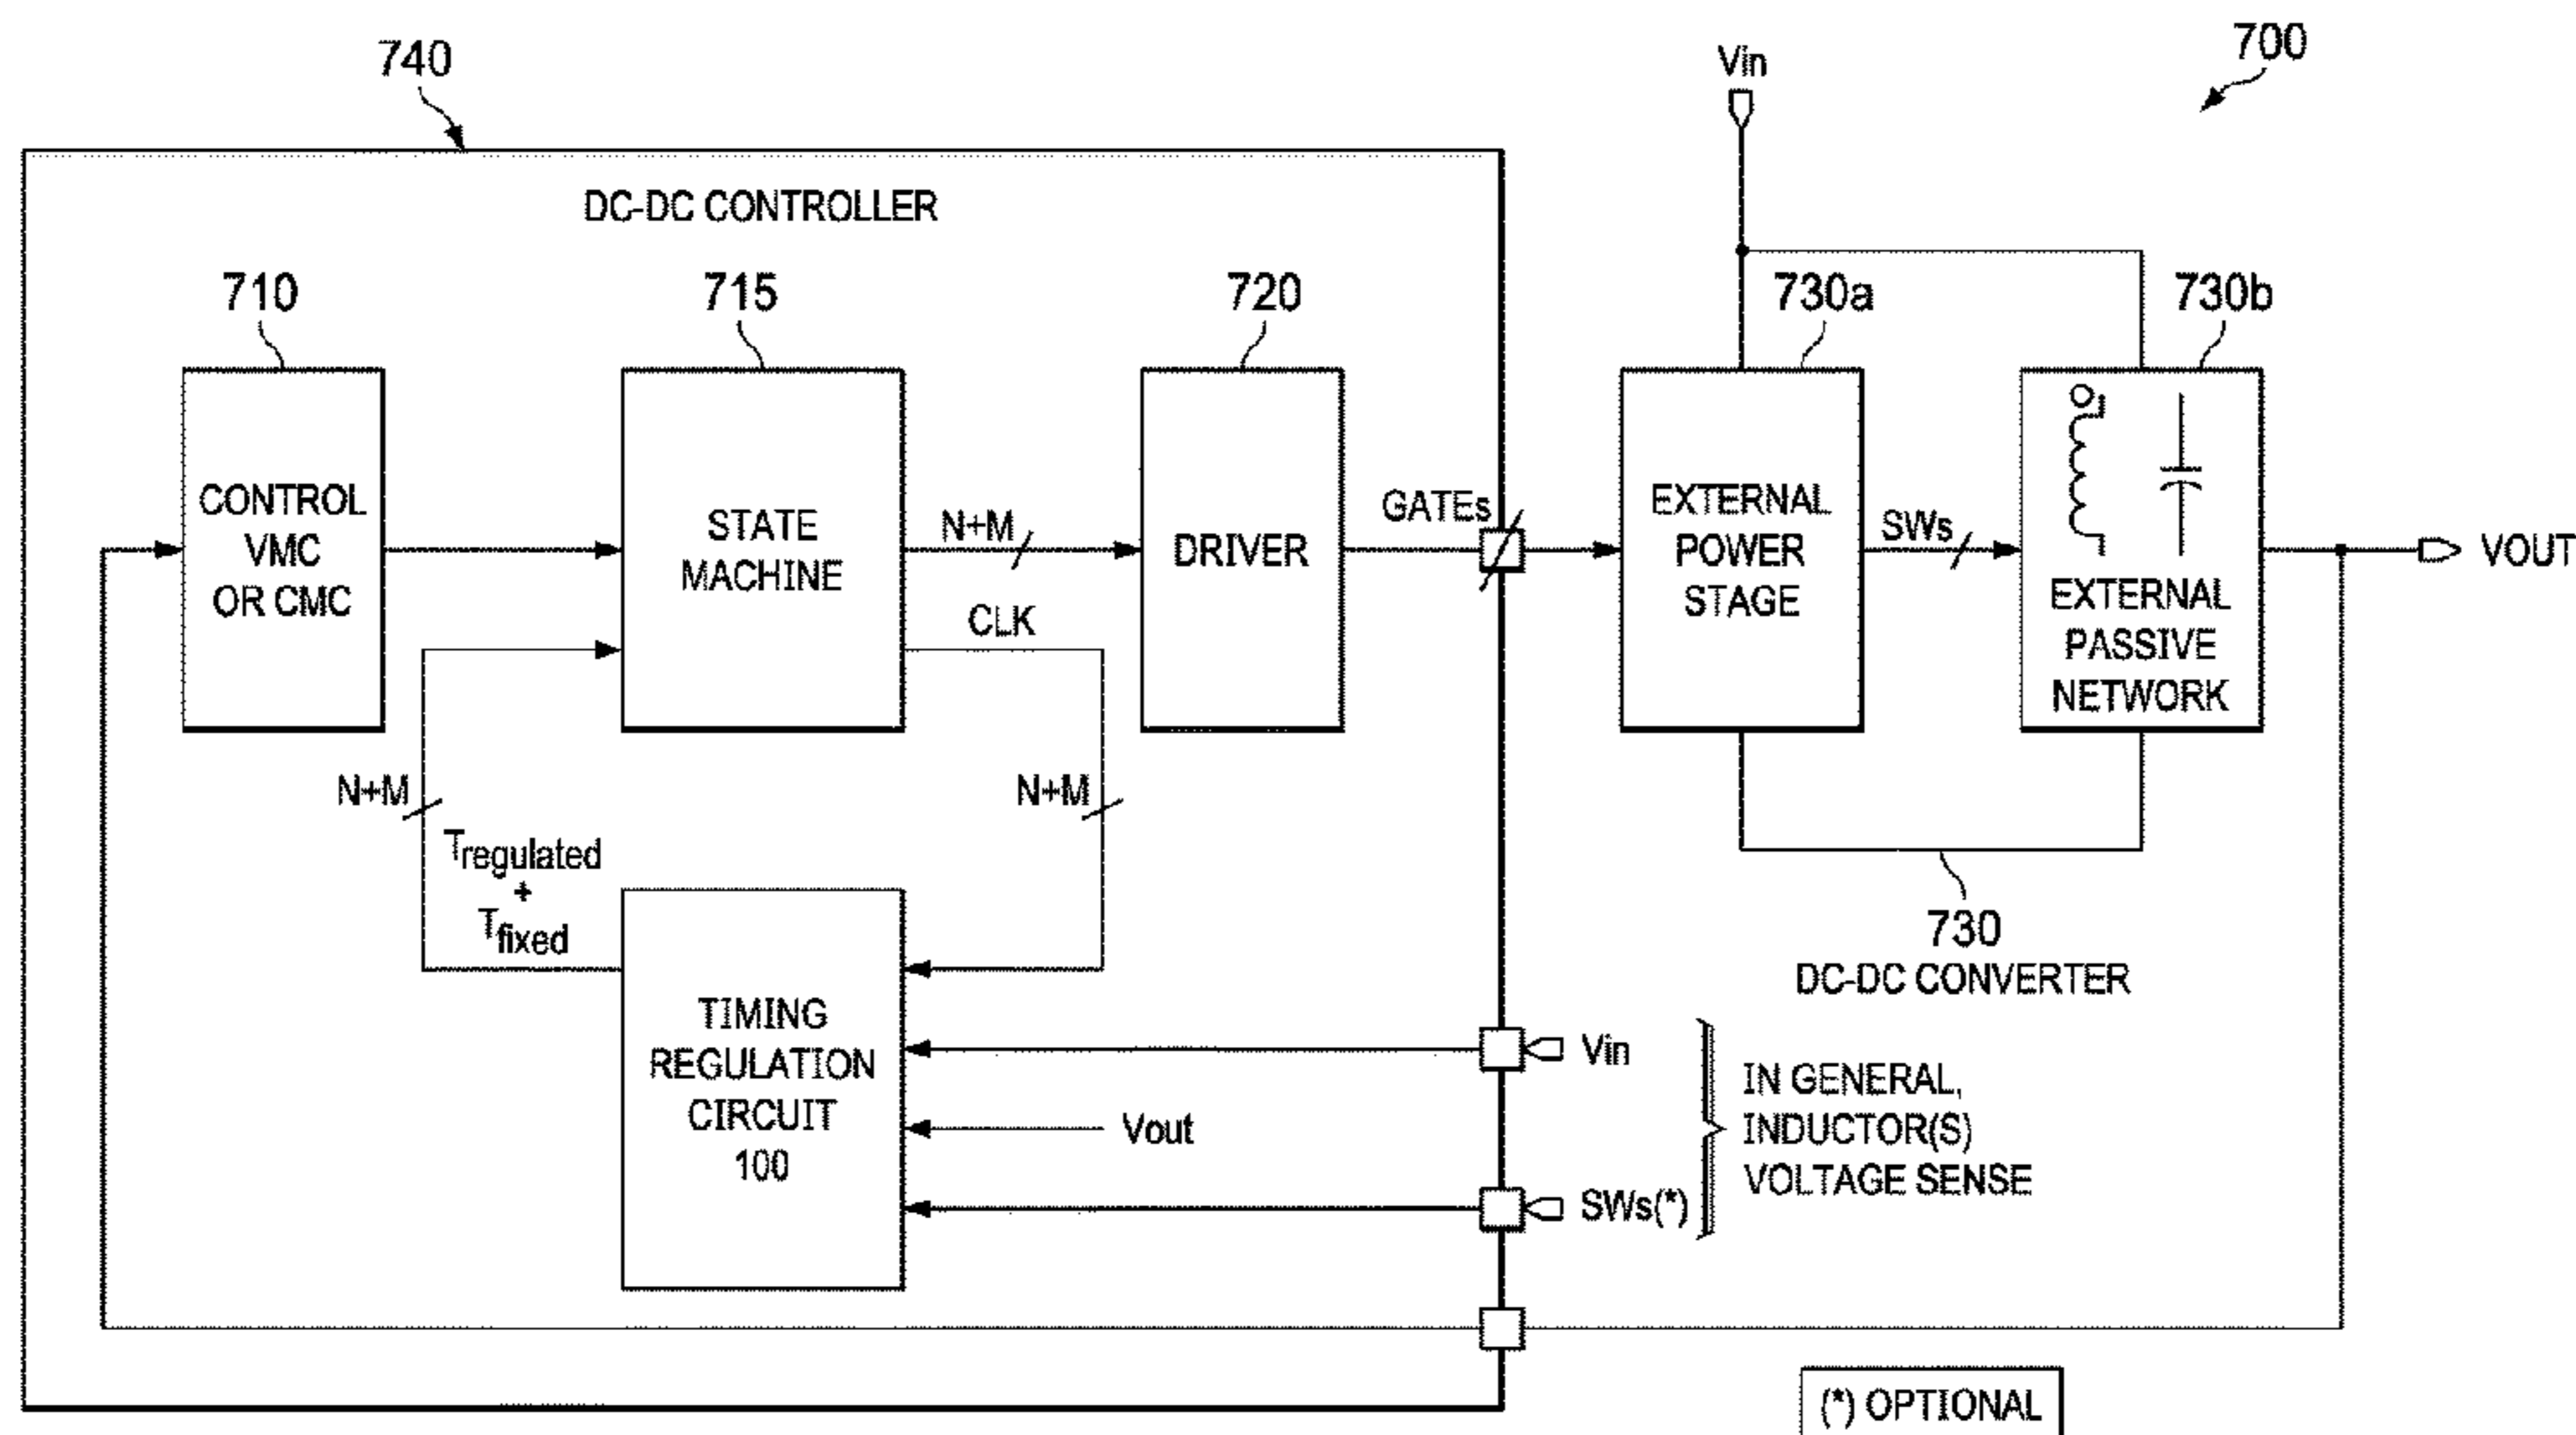 740
Vin
700
DC-DC CONTROLLER
710
715
720
730a
730b
CONTROL
VMC
OR CMC
STATE
MACHINE
N+M
CLK
DRIVER
GATEs
EXTERNAL
POWER
STAGE
SWs
EXTERNAL
PASSIVE
NETWORK
VOUT
N+M
N+M
Tregulated
+
Tfixed
730
DC-DC CONVERTER
TIMING
REGULATION
CIRCUIT
100
Vin
Vout
SWs(*)
IN GENERAL,
INDUCTOR(S)
VOLTAGE SENSE
(*) OPTIONAL